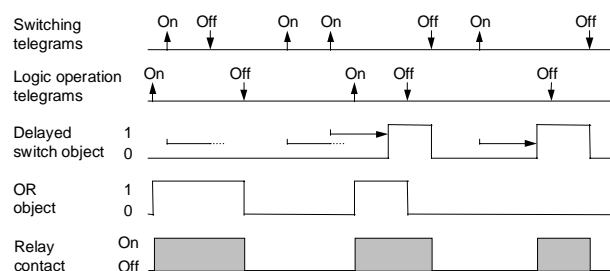 Switching telegrams On Off On On Off On Off
Logic operation telegrams On Off On Off Off
Delayed switch object 1 0
OR object 1 0
Relay contact On Off